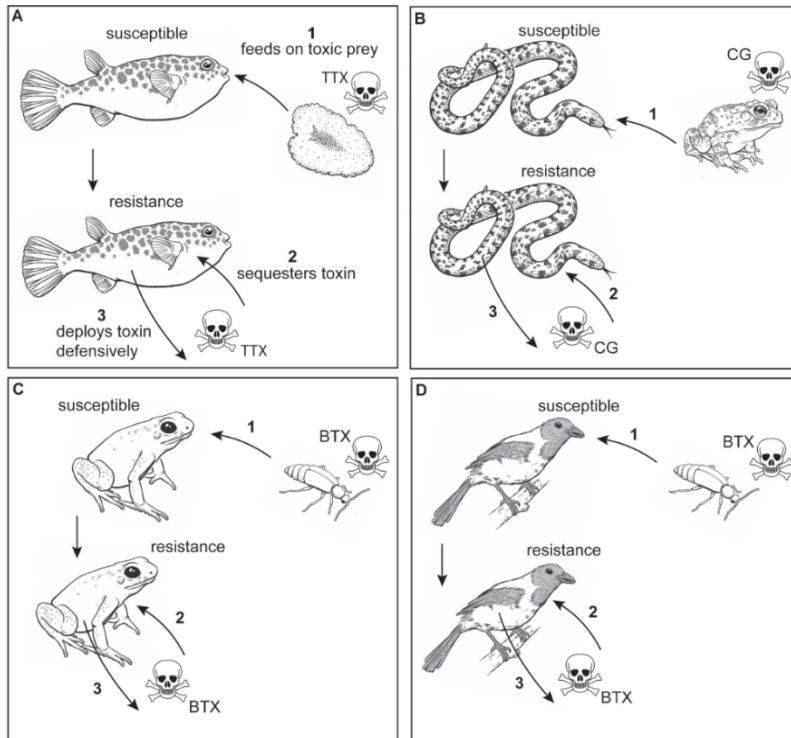 A
susceptible
1
feeds on toxic prey
TTX
resistance
2
sequesters toxin
3
deploys toxin
defensively
TTX
B
susceptible
CG
1
resistance
2
3
CG
C
susceptible
1
BTX
resistance
2
3
BTX
D
susceptible
1
BTX
resistance
2
3
BTX